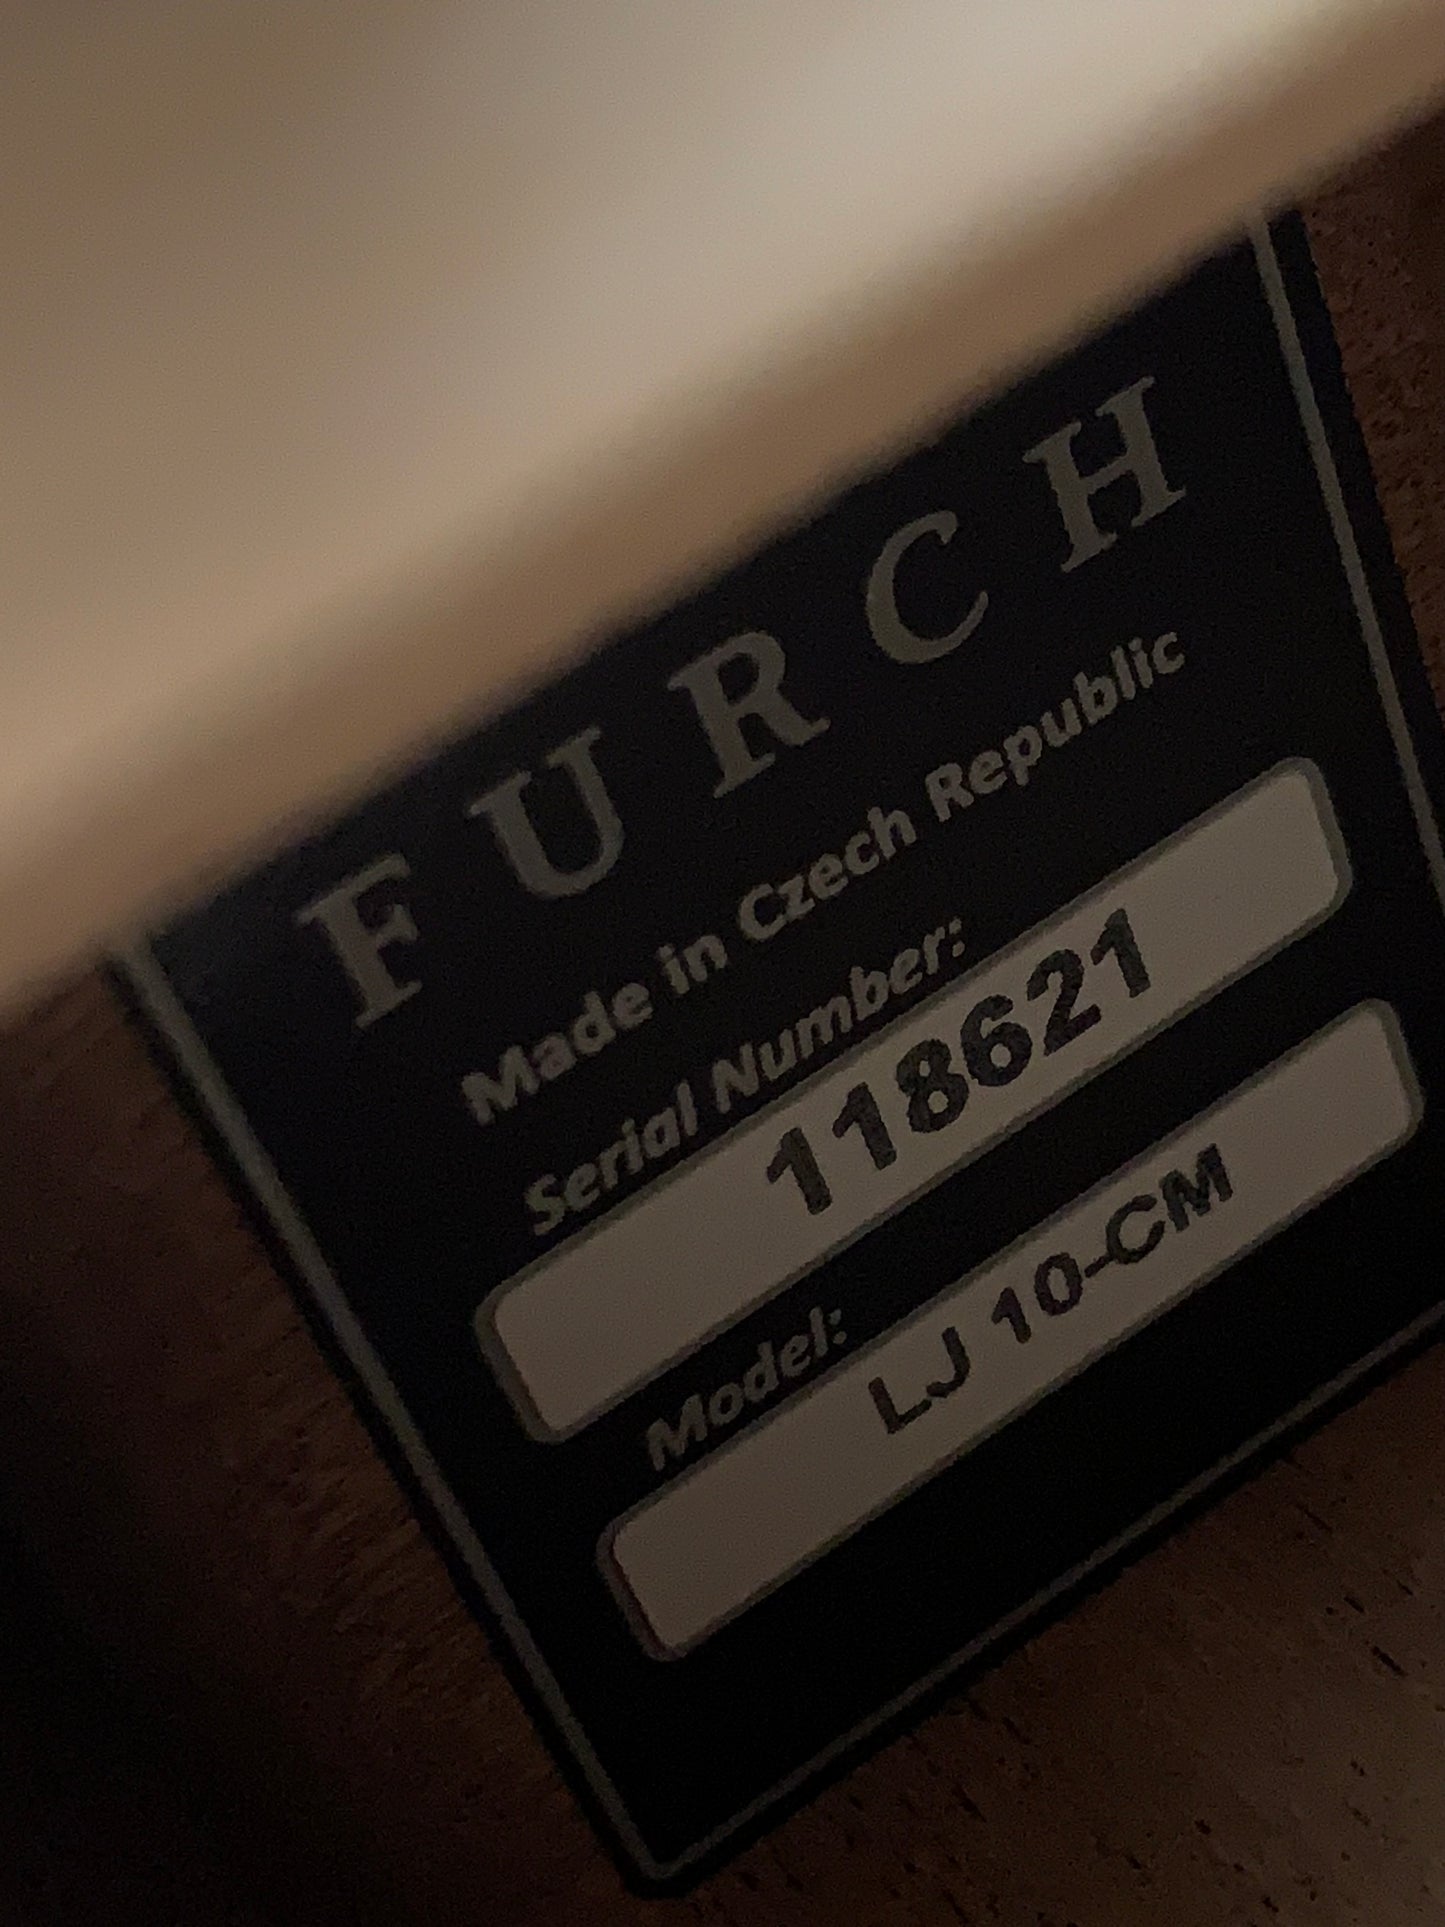 FURCH
Made in Czech Republic
Serial Number:
118621
Model:
LJ 10-CM